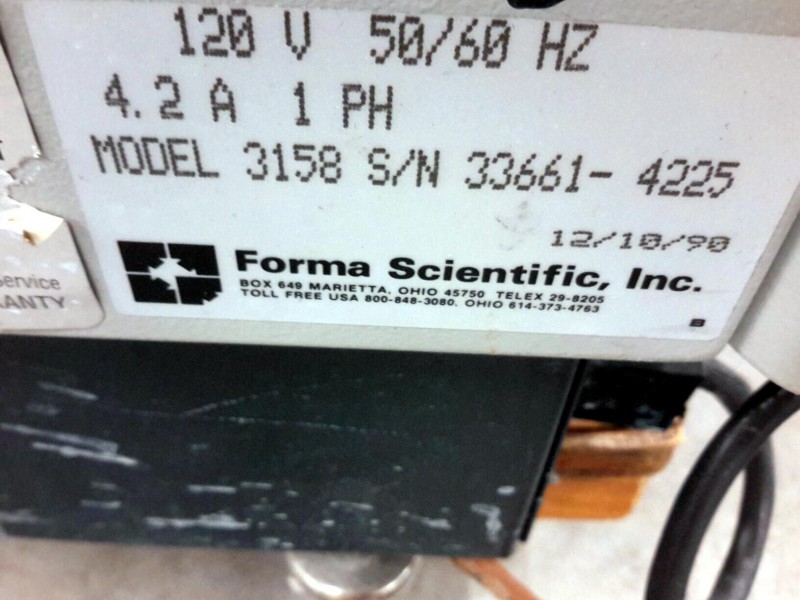 120 V 50/60 HZ
4.2 A 1 PH
MODEL 3158 S/N 33661- 4225
12/10/90
Forma Scientific, Inc.
BOX 649 MARIETTA, OHIO 45750 TELEX 29-8205
TOLL FREE USA 800-848-3080. OHIO 614-373-4763
B
Service
RANTY